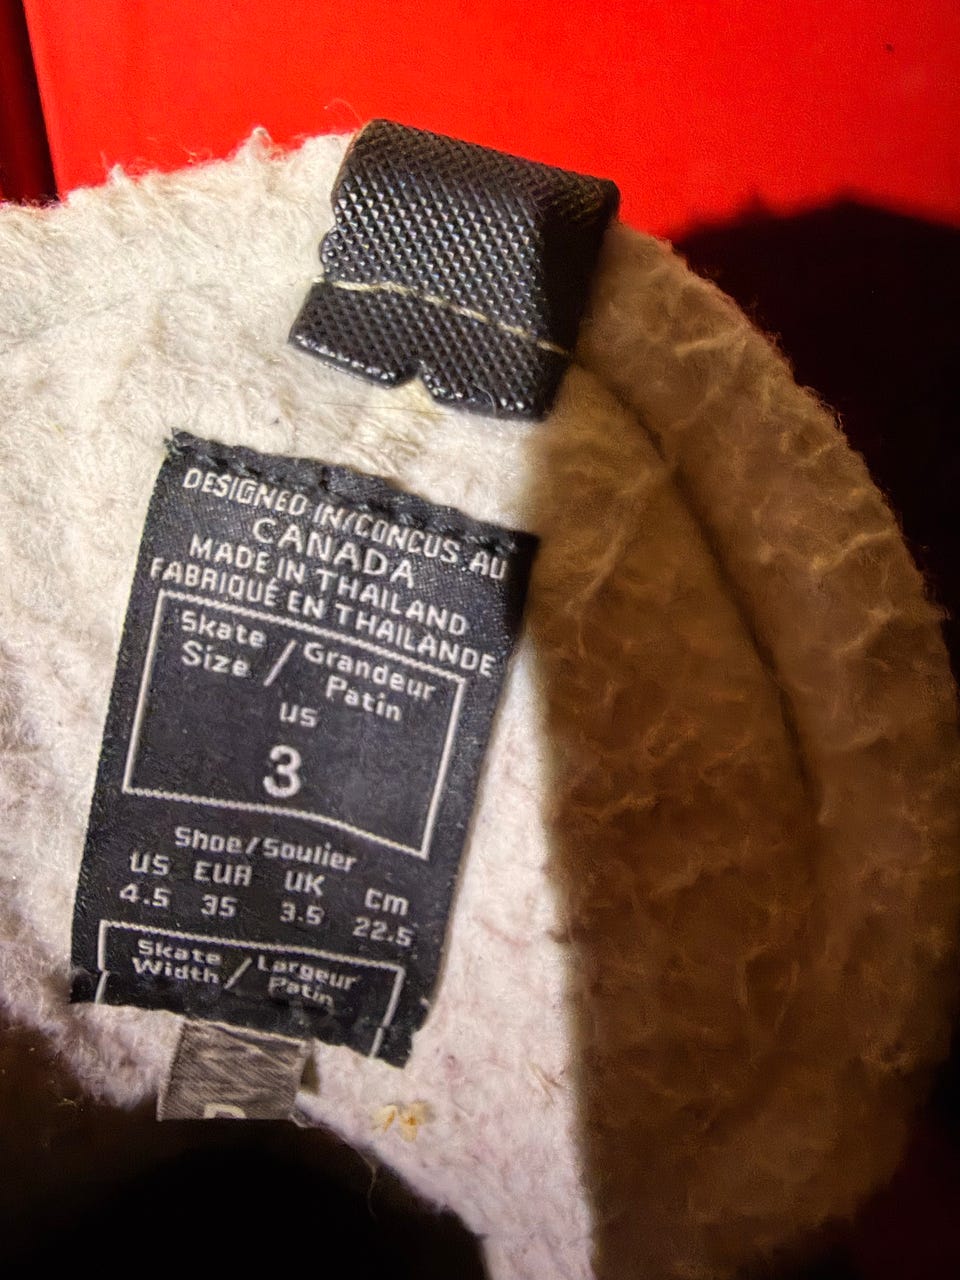 DESIGNED IN/CONCUS AU
CANADA
MADE IN THAILAND
FABRIQUÉ EN THAILANDE
Skate Size / Grandeur Patin
US
3
Shoe/Soulier
US EUR UK Cm
4.5 35 3.5 22.5
Skate Width / Largeur Patin